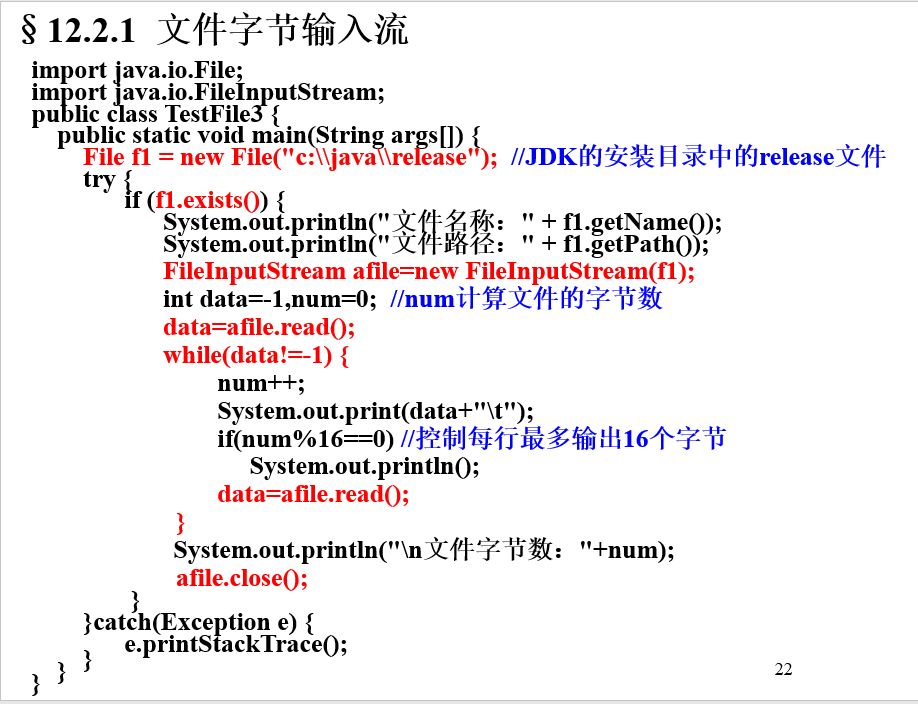 § 12.2.1 文件字节输入流
import java.io.File;
import java.io.FileInputStream;
public class TestFile3 {
public static void main(String args[]) {
File f1 = new File("c:\\java\\release"); //JDK的安装目录中的release文件
try {
if (f1.exists()) {
System.out.println("文件名称：" + f1.getName());
System.out.println("文件路径：" + f1.getPath());
FileInputStream afile=new FileInputStream(f1);
int data=-1,num=0; //num计算文件的字节数
data=afile.read();
while(data!=-1) {
num++;
System.out.print(data+"\t");
if(num%16==0) //控制每行最多输出16个字节
System.out.println();
data=afile.read();
}
System.out.println("\n文件字节数："+num);
afile.close();
}
}catch(Exception e) {
e.printStackTrace();
}
}
}
22